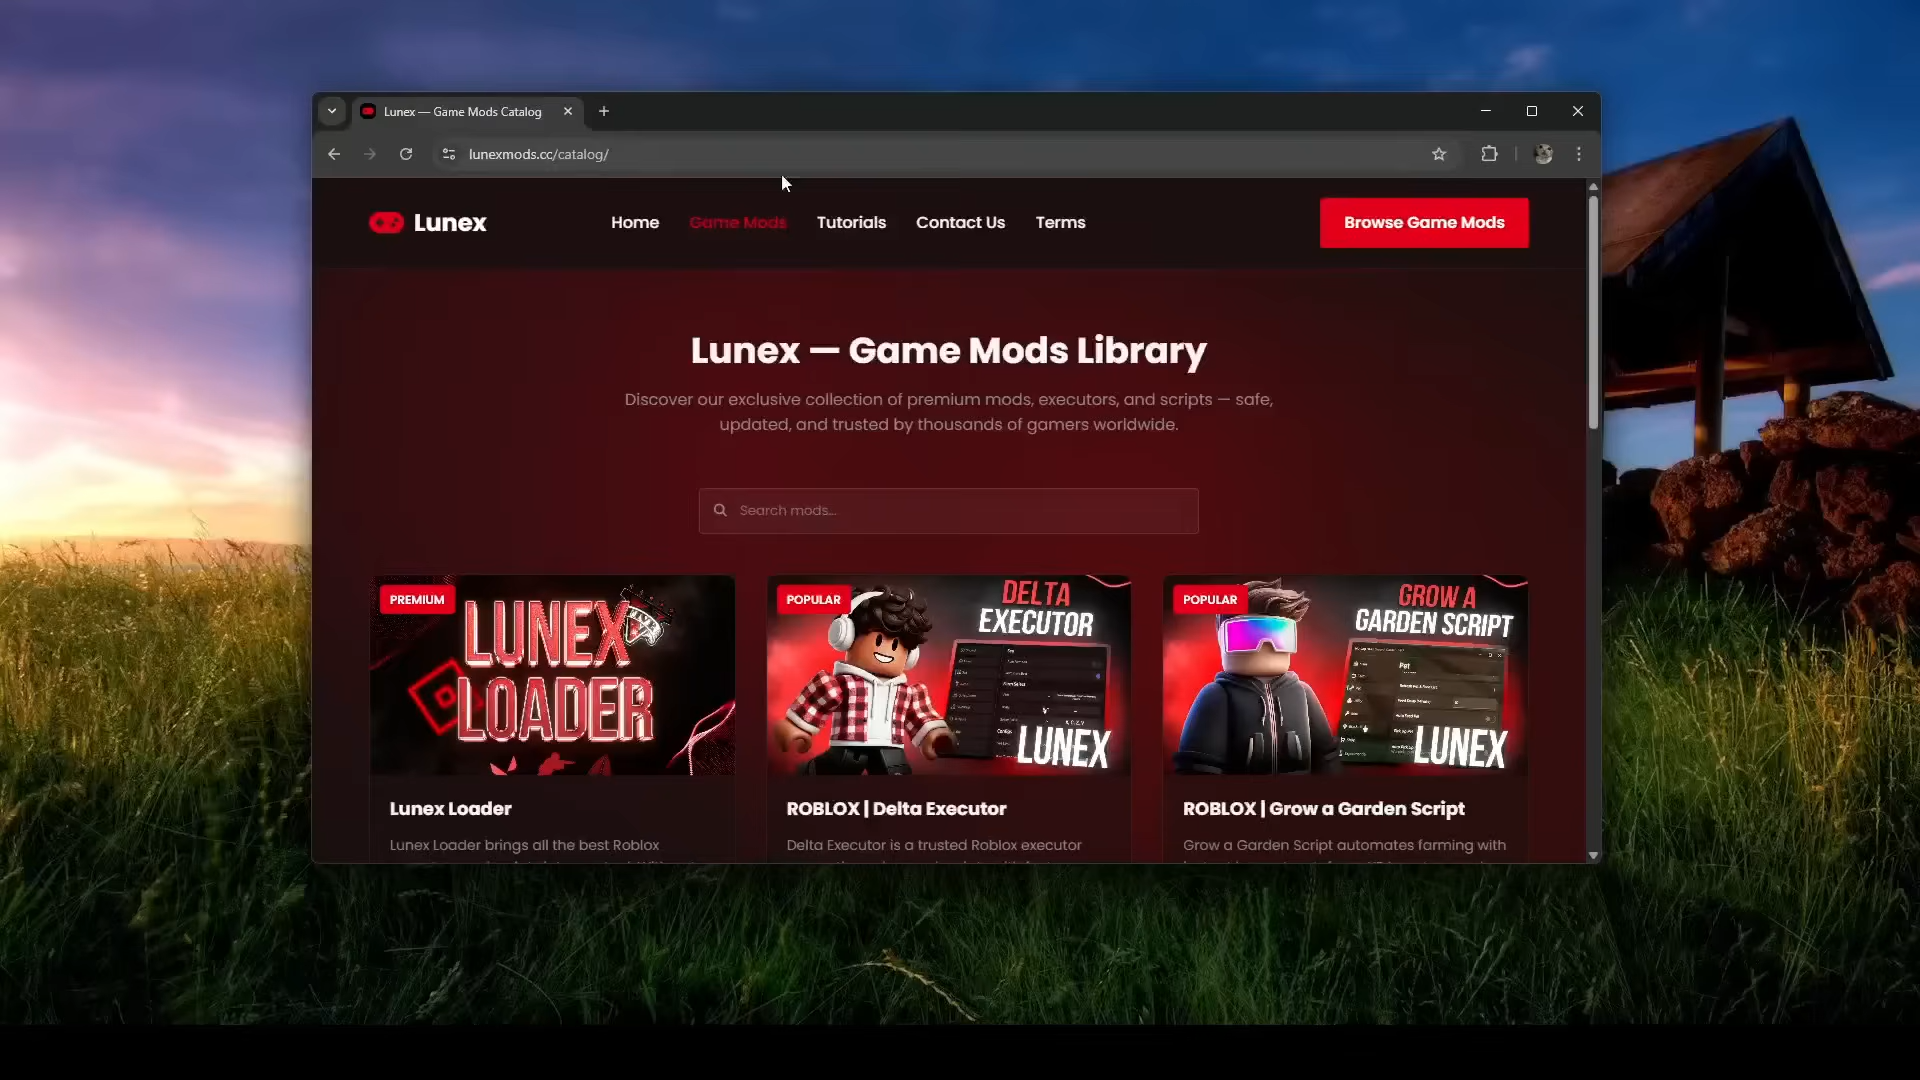 Lunex — Game Mods Catalog
lunexmods.cc/catalog/
Lunex
Home
Game Mods
Tutorials
Contact Us
Terms
Browse Game Mods
Lunex — Game Mods Library
Discover our exclusive collection of premium mods, executors, and scripts — safe,
updated, and trusted by thousands of gamers worldwide.
Search mods...
PREMIUM
LUNEX
LOADER
POPULAR
DELTA
EXECUTOR
LUNEX
POPULAR
GROW A
GARDEN SCRIPT
Pet
LUNEX
Lunex Loader
Lunex Loader brings all the best Roblox
ROBLOX | Delta Executor
Delta Executor is a trusted Roblox executor
ROBLOX | Grow a Garden Script
Grow a Garden Script automates farming with